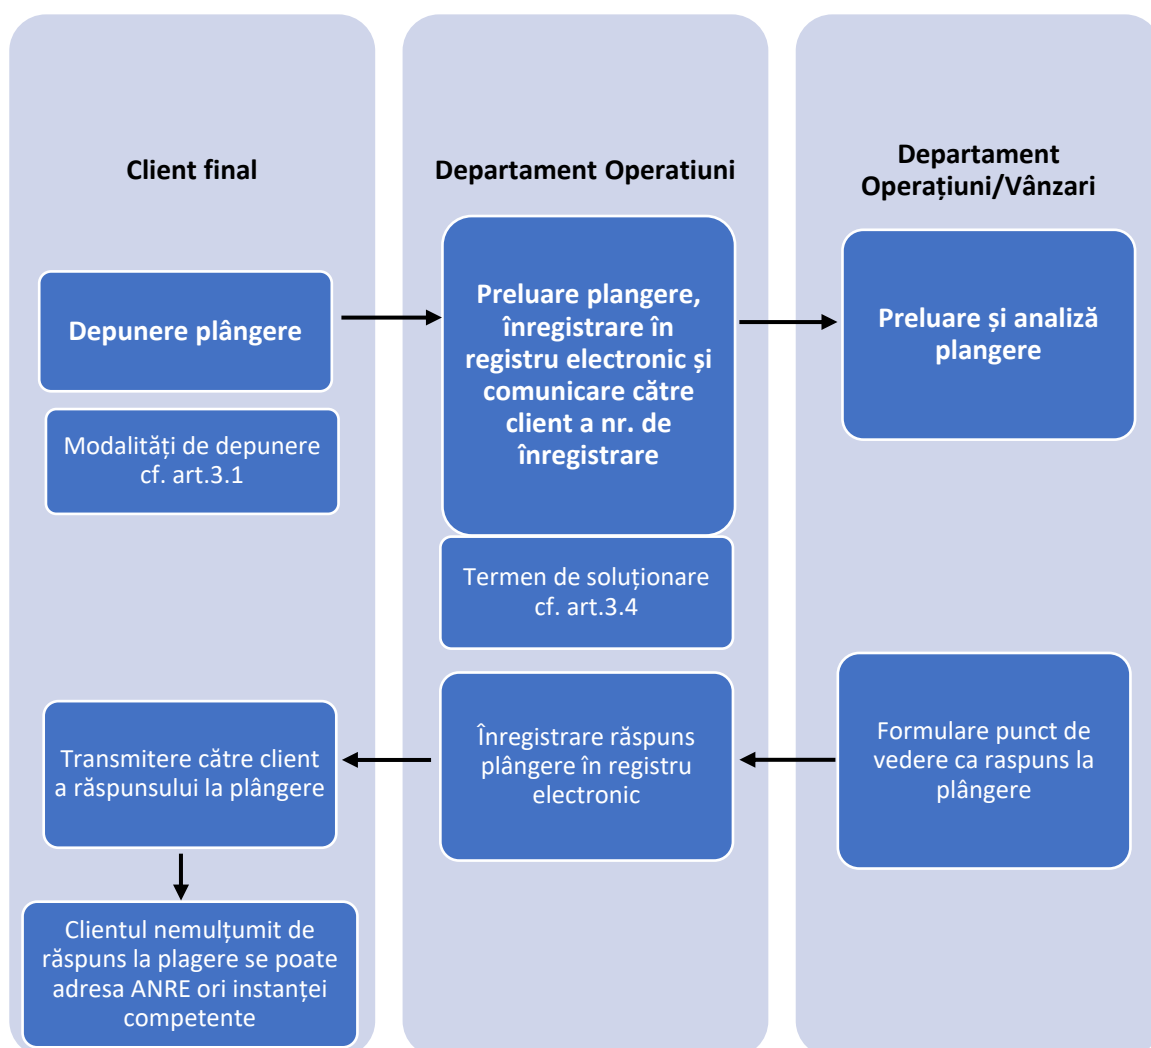 Client final
Departament Operatiuni
Departament
Operațiuni/Vânzari
Depunere plângere
Modalități de depunere
cf. art.3.1
Preluare plangere,
înregistrare în
registru electronic și
comunicare către
client a nr. de
înregistrare
Termen de soluționare
cf. art.3.4
Preluare și analiză
plangere
Formulare punct de
vedere ca raspuns la
plângere
Înregistrare răspuns
plângere în registru
electronic
Transmitere către client
a răspunsului la plângere
Clientul nemulțumit de
răspuns la plagere se poate
adresa ANRE ori instanței
competente